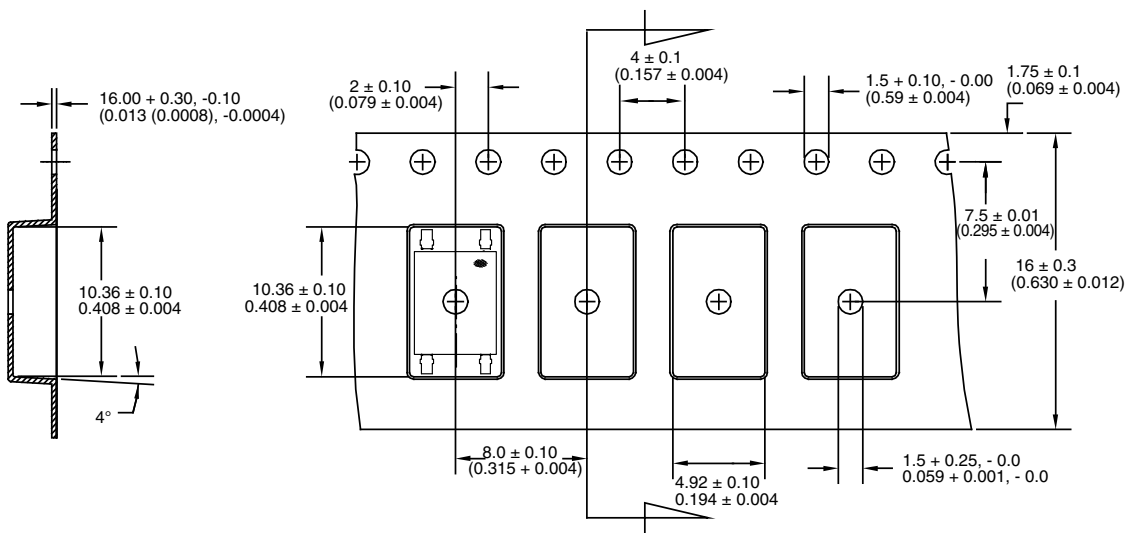 16.00 + 0.30, -0.10
(0.013 (0.0008), -0.0004)
2 ± 0.10
(0.079 ± 0.004)
4 ± 0.1
(0.157 ± 0.004)
1.5 + 0.10, - 0.00
(0.59 ± 0.004)
1.75 ± 0.1
(0.069 ± 0.004)
7.5 ± 0.01
(0.295 ± 0.004)
16 ± 0.3
(0.630 ± 0.012)
10.36 ± 0.10
0.408 ± 0.004
10.36 ± 0.10
0.408 ± 0.004
4°
8.0 ± 0.10
(0.315 + 0.004)
4.92 ± 0.10
0.194 ± 0.004
1.5 + 0.25, - 0.0
0.059 + 0.001, - 0.0